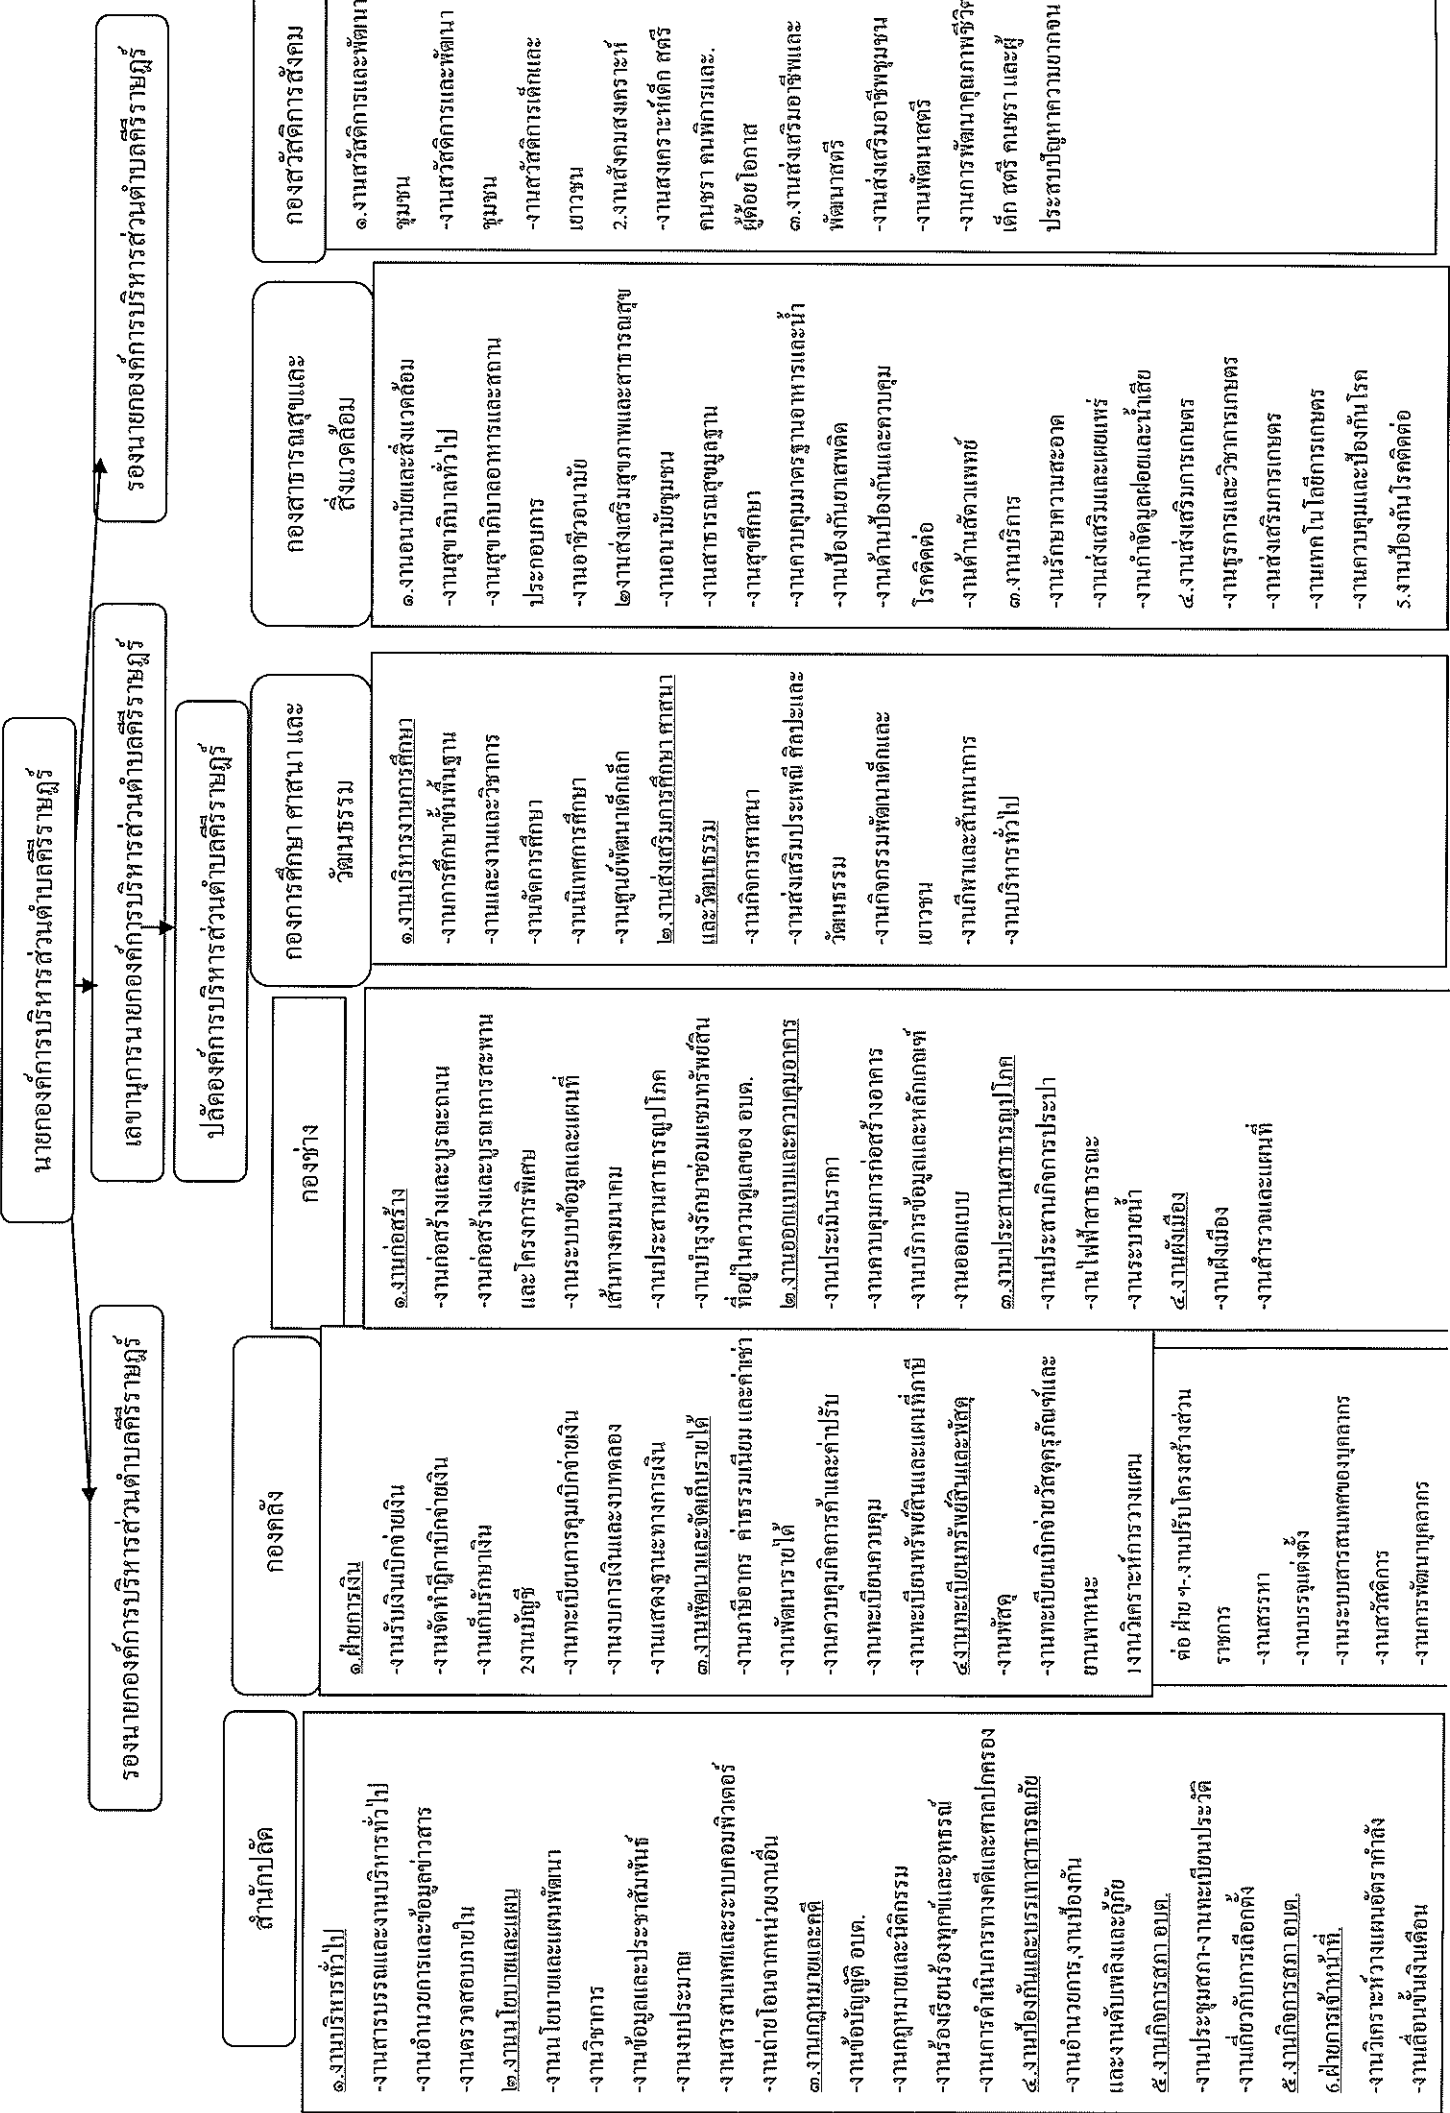 นายกองค์การบริหารส่วนตำบลคีรีราษฎร์
รองนายกองค์การบริหารส่วนตำบลคีรีราษฎร์
เลขานุการนายกองค์การบริหารส่วนตำบลคีรีราษฎร์
รองนายกองค์การบริหารส่วนตำบลคีรีราษฎร์
ปลัดองค์การบริหารส่วนตำบลคีรีราษฎร์
สำนักปลัด
๑.งานบริหารทั่วไป
-งานสารบรรณและงานบริหารทั่วไป
-งานอำนวยการและข้อมูลข่าวสาร
-งานตรวจสอบภายใน
๒.งานนโยบายและแผน
-งานนโยบายและแผนพัฒนา
-งานวิชาการ
-งานข้อมูลและประชาสัมพันธ์
-งานงบประมาณ
-งานสารสนเทศและระบบคอมพิวเตอร์
-งานถ่ายโอนจากหน่วยงานอื่น
๓.งานกฎหมายและคดี
-งานข้อบัญญัติ อบต.
-งานกฎหมายและนิติกรรม
-งานร้องเรียนร้องทุกข์และอุทธรณ์
-งานการดำเนินการทางคดีและศาลปกครอง
๔.งานป้องกันและบรรเทาสาธารณภัย
-งานอำนวยการ,งานป้องกัน
และงานดับเพลิงและกู้ภัย
๕.งานกิจการสภา อบต.
-งานประชุมสภา-งานทะเบียนประวัติ
-งานเกี่ยวกับการเลือกตั้ง
๕.งานกิจการสภา อบต.
6.ฝ่ายการเจ้าหน้าที่
-งานวิเคราะห์วางแผนอัตรากำลัง
-งานเลื่อนขั้นเงินเดือน
กองคลัง
๑.ฝ่ายการเงิน
-งานรับเงินเบิกจ่ายเงิน
-งานจัดทำฎีกาเบิกจ่ายเงิน
-งานเก็บรักษาเงิน
2งานบัญชี
-งานทะเบียนการคุมเบิกจ่ายเงิน
-งานงบการเงินและงบทดลอง
-งานแสดงฐานะทางการเงิน
๓.งานพัฒนาและจัดเก็บรายได้
-งานภาษีอากร ค่าธรรมเนียม และค่าเช่า
-งานพัฒนารายได้
-งานควบคุมกิจการค้าและค่าปรับ
-งานทะเบียนควบคุม
-งานทะเบียนทรัพย์สินและแผนที่ภาษี
๔งานทะเบียนทรัพย์สินและพัสดุ
-งานพัสดุ
-งานทะเบียนเบิกจ่ายวัสดุครุภัณฑ์และ
ยานพาหนะ
1งานวิเคราะห์การวางแผน
ต่อ ฝ่าย ฯ-.งานปรับโครงสร้างส่วน
ราชการ
-งานสรรหา
-งานบรรจุแต่งตั้ง
-งานระบบสารสนเทศของบุคลากร
-งานสวัสดิการ
-งานการพัฒนาบุคลากร
กองช่าง
๑.งานก่อสร้าง
-งานก่อสร้างและบูรณะถนน
-งานก่อสร้างและบูรณาการสะพาน
และโครงการพิเศษ
-งานระบบข้อมูลและแผนที่
เส้นทางคมนาคม
-งานประสานสาธารณูปโภค
-งานบำรุงรักษาซ่อมแซมทรัพย์สิน
ที่อยู่ในความดูแลของ อบต.
๒.งานออกแบบและควบคุมอาคาร
-งานประเมินราคา
-งานควบคุมการก่อสร้างอาคาร
-งานบริการข้อมูลและหลักเกณฑ์
-งานออกแบบ
๓.งานประสานสาธารณูปโภค
-งานประสานกิจการประปา
-งานไฟฟ้าสาธารณะ
-งานระบายน้ำ
๔.งานผังเมือง
-งานผังเมือง
-งานสำรวจและแผนที่
กองการศึกษา ศาสนา และ
วัฒนธรรม
๑.งานบริหารงานการศึกษา
-งานการศึกษาขั้นพื้นฐาน
-งานและงานและวิชาการ
-งานจัดการศึกษา
-งานนิเทศการศึกษา
-งานศูนย์พัฒนาเด็กเล็ก
๒.งานส่งเสริมการศึกษา ศาสนา
และวัฒนธรรม
-งานกิจการศาสนา
-งานส่งเสริมประเพณี ศิลปะและ
วัฒนธรรม
-งานกิจกรรมพัฒนาเด็กและ
เยาวชน
-งานกีฬาและสันทนาการ
-งานบริหารทั่วไป
กองสาธารณสุขและ
สิ่งแวดล้อม
๑.งานอนามัยและสิ่งแวดล้อม
-งานสุขาภิบาลทั่วไป
-งานสุขาภิบาลอาหารและสถาน
ประกอบการ
-งานอาชีวอนามัย
๒งานส่งเสริมสุขภาพและสาธารณสุข
-งานอนามัยชุมชน
-งานสาธารณสุขมูลฐาน
-งานสุขศึกษา
-งานควบคุมมาตรฐานอาหารและน้ำ
-งานป้องกันยาเสพติด
-งานด้านป้องกันและควบคุม
โรคติดต่อ
-งานด้านสัตวแพทย์
๓.งานบริการ
-งานรักษาความสะอาด
-งานส่งเสริมและเผยแพร่
-งานกำจัดมูลฝอยและน้ำเสีย
๔.งานส่งเสริมการเกษตร
-งานธุรการและวิชาการเกษตร
-งานส่งเสริมการเกษตร
-งานเทคโนโลยีการเกษตร
-งานควบคุมและป้องกันโรค
5.งานป้องกันโรคติดต่อ
กองสวัสดิการสังคม
๑.งานสวัสดิการและพัฒนา
ชุมชน
-งานสวัสดิการและพัฒนา
ชุมชน
-งานสวัสดิการเด็กและ
เยาวชน
2.งานสังคมสงเคราะห์
-งานสงเคราะห์เด็ก สตรี
คนชรา คนพิการและ.
ผู้ด้อยโอกาส
๓.งานส่งเสริมอาชีพและ
พัฒนาสตรี
-งานส่งเสริมอาชีพชุมชน
-งานพัฒนาสตรี
-งานการพัฒนาคุณภาพชีวิต
เด็ก สตรี คนชรา และผู้
ประสบปัญหาความยากจน